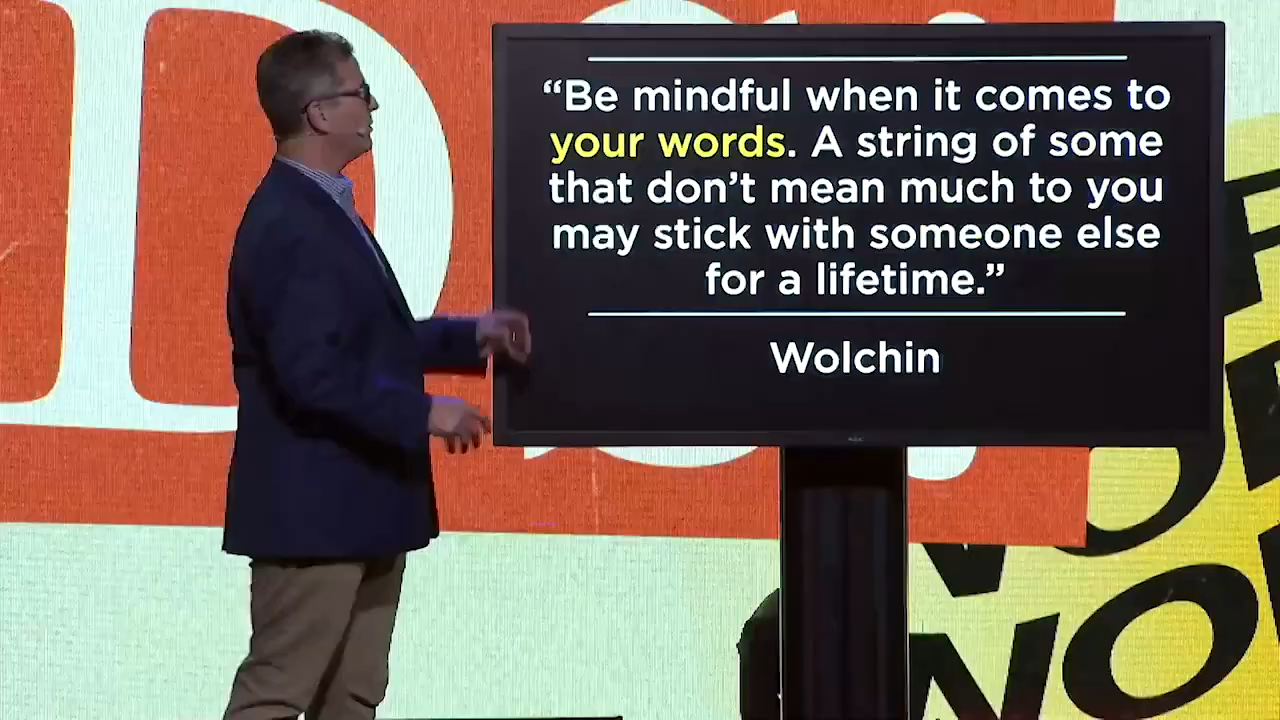 “Be mindful when it comes to
your words. A string of some
that don’t mean much to you
may stick with someone else
for a lifetime.”
Wolchin
NO